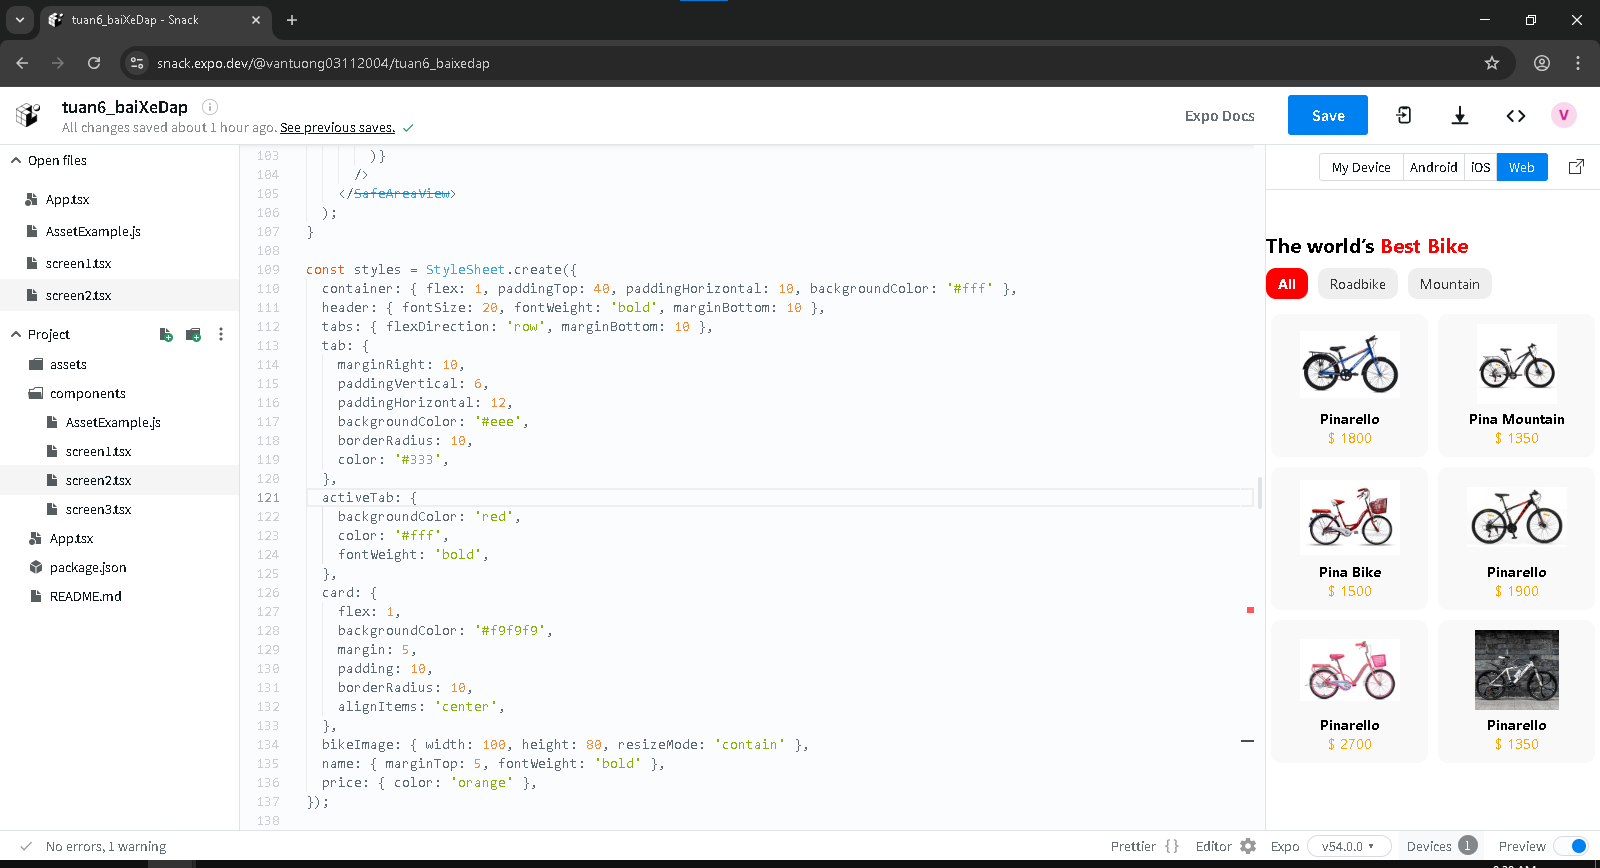 tuan6_baiXeDap - Snack
snack.expo.dev/@vantuong03112004/tuan6_baixedap
tuan6_baiXeDap
All changes saved about 1 hour ago. See previous saves.
Expo Docs
Save
V
Open files
App.tsx
AssetExample.js
screen1.tsx
screen2.tsx
Project
assets
components
AssetExample.js
screen1.tsx
screen2.tsx
screen3.tsx
App.tsx
package.json
README.md
103 )}
104 />
105 </SafeAreaView>
106 );
107 }
108
109 const styles = StyleSheet.create({
110 container: { flex: 1, paddingTop: 40, paddingHorizontal: 10, backgroundColor: '#fff' },
111 header: { fontSize: 20, fontWeight: 'bold', marginBottom: 10 },
112 tabs: { flexDirection: 'row', marginBottom: 10 },
113 tab: {
114 marginRight: 10,
115 paddingVertical: 6,
116 paddingHorizontal: 12,
117 backgroundColor: '#eee',
118 borderRadius: 10,
119 color: '#333',
120 },
121 activeTab: {
122 backgroundColor: 'red',
123 color: '#fff',
124 fontWeight: 'bold',
125 },
126 card: {
127 flex: 1,
128 backgroundColor: '#f9f9f9',
129 margin: 5,
130 padding: 10,
131 borderRadius: 10,
132 alignItems: 'center',
133 },
134 bikeImage: { width: 100, height: 80, resizeMode: 'contain' },
135 name: { marginTop: 5, fontWeight: 'bold' },
136 price: { color: 'orange' },
137 });
138
My Device Android iOS Web
The world's Best Bike
All Roadbike Mountain
Pinarello
$ 1800
Pina Mountain
$ 1350
Pina Bike
$ 1500
Pinarello
$ 1900
Pinarello
$ 2700
Pinarello
$ 1350
No errors, 1 warning
Prettier { } Editor Expo v54.0.0 Devices 1 Preview